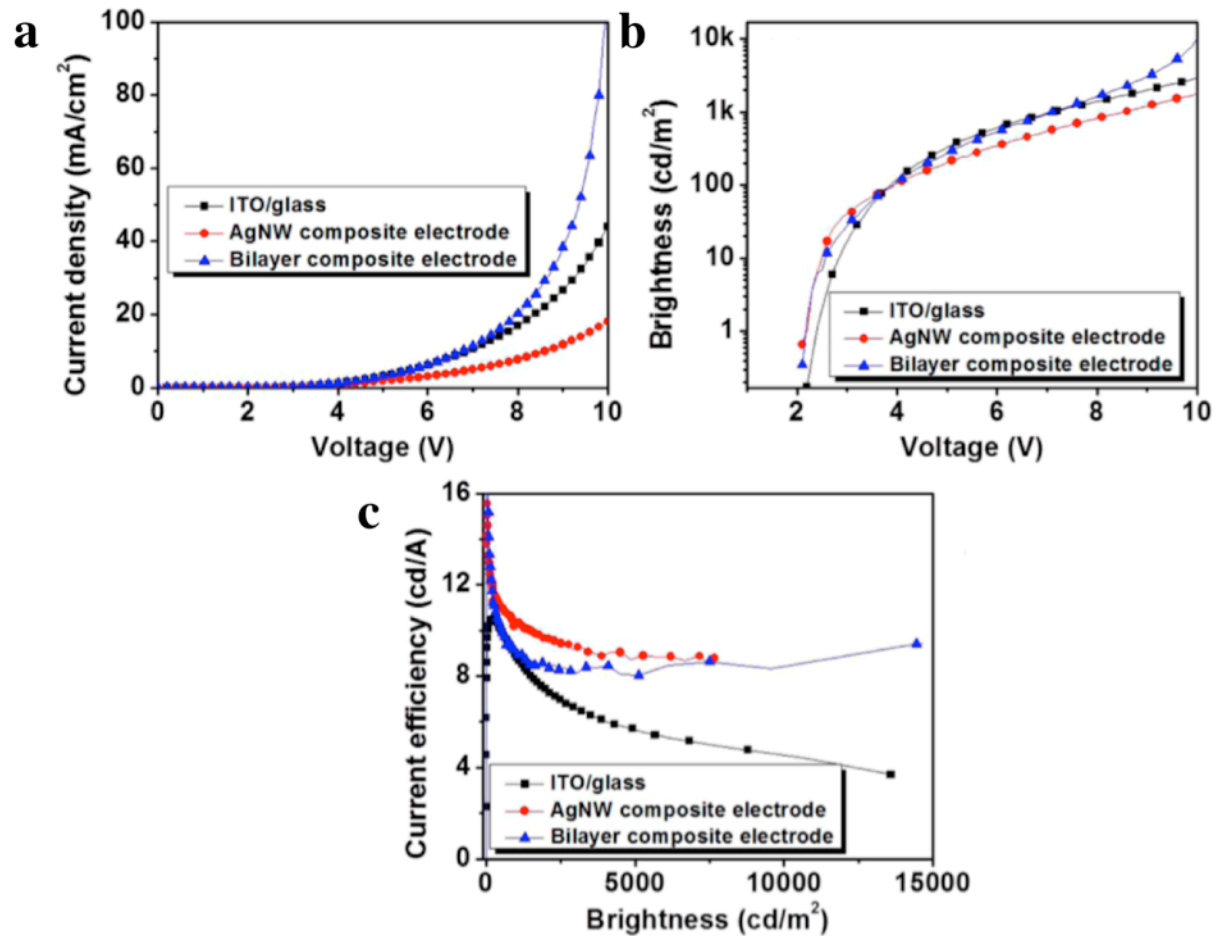 a
Current density (mA/cm²)
100
80
60
40
20
0
ITO/glass
AgNW composite electrode
Bilayer composite electrode
0 2 4 6 8 10
Voltage (V)
b
Brightness (cd/m²)
10k
1k
100
10
1
ITO/glass
AgNW composite electrode
Bilayer composite electrode
2 4 6 8 10
Voltage (V)
c
Current efficiency (cd/A)
16
12
8
4
0
ITO/glass
AgNW composite electrode
Bilayer composite electrode
0 5000 10000 15000
Brightness (cd/m²)